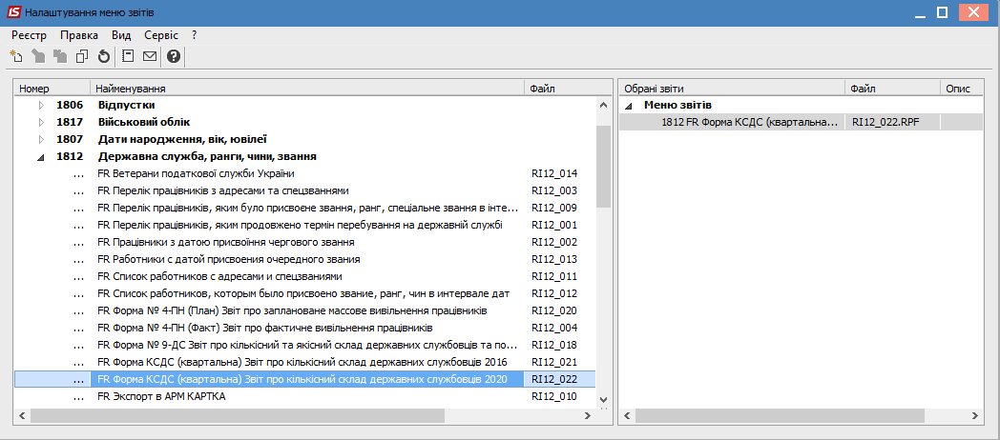 Налаштування меню звітів
Реєстр Правка Вид Сервіс ?
Номер Найменування Файл
1806 Відпустки
1817 Військовий облік
1807 Дати народження, вік, ювілеї
1812 Державна служба, ранги, чини, звання
... FR Ветерани податкової служби України RI12_014
... FR Перелік працівників з адресами та спецзваннями RI12_003
... FR Перелік працівників, яким було присвоєне звання, ранг, спеціальне звання в інте... RI12_009
... FR Перелік працівників, яким продовжено термін перебування на державній службі RI12_001
... FR Працівники з датою присвоїння чергового звання RI12_002
... FR Работники с датой присвоения очередного звания RI12_013
... FR Список работников с адресами и спецзваниями RI12_011
... FR Список работников, которым было присвоено звание, ранг, чин в интервале дат RI12_012
... FR Форма № 4-ПН (План) Звіт про заплановане массове вивільнення працівників RI12_020
... FR Форма № 4-ПН (Факт) Звіт про фактичне вивільнення працівників RI12_004
... FR Форма № 9-ДС Звіт про кількісний та якісний склад державних службовців та по... RI12_018
... FR Форма КСДС (квартальна) Звіт про кількісний склад державних службовців 2016 RI12_021
... FR Форма КСДС (квартальна) Звіт про кількісний склад державних службовців 2020 RI12_022
... FR Экспорт в АРМ КАРТКА RI12_010
Обрані звіти Файл Опис
Меню звітів
1812 FR Форма КСДС (квартальна... RI12_022.RPF